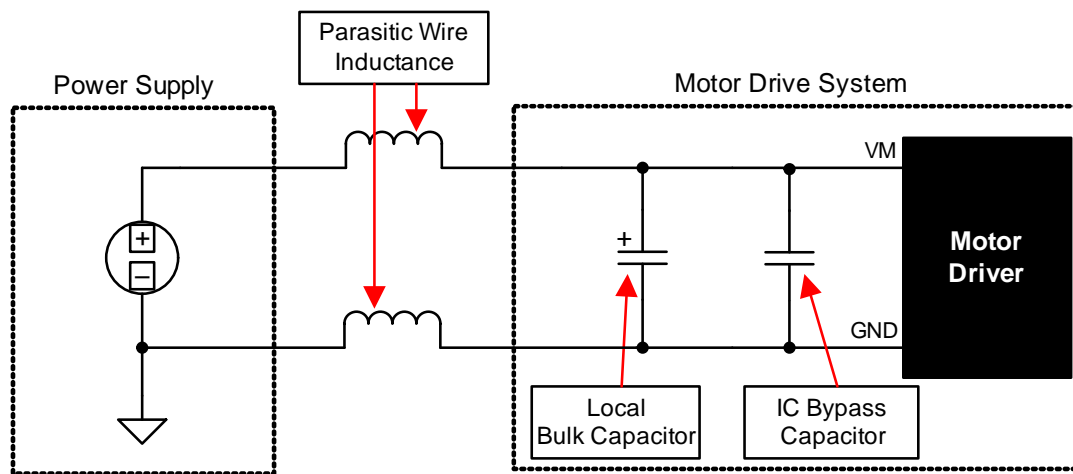 Parasitic Wire
Inductance
Power Supply
Motor Drive System
VM
+
–
+
Motor
Driver
GND
Local
Bulk Capacitor
IC Bypass
Capacitor